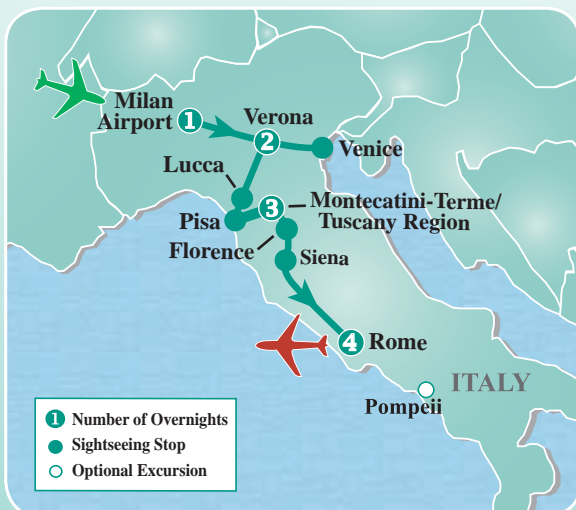 Milan
Airport
1
Verona
2
Venice
Lucca
3
Montecatini-Terme/
Tuscany Region
Pisa
Florence
Siena
4
Rome
ITALY
Pompeii
1 Number of Overnights
Sightseeing Stop
Optional Excursion